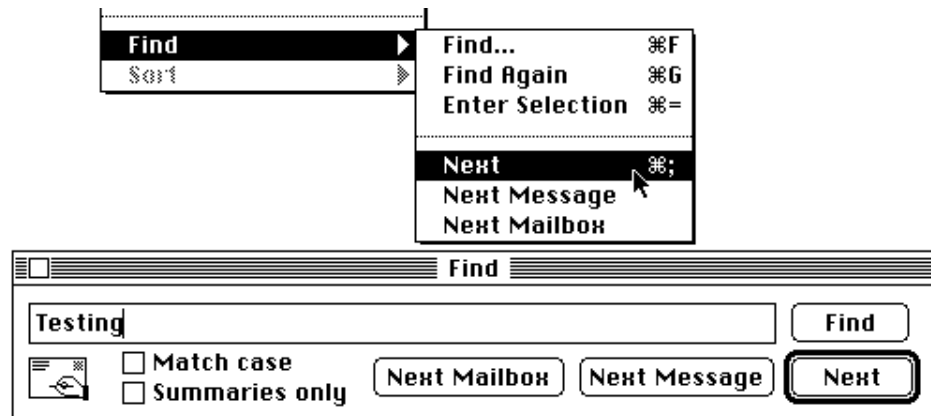 Find
Sort
Find... ⌘F
Find Again ⌘G
Enter Selection ⌘=
Next ⌘;
Next Message
Next Mailbox
Find
Testing
Find
Match case
Summaries only
Next Mailbox
Next Message
Next